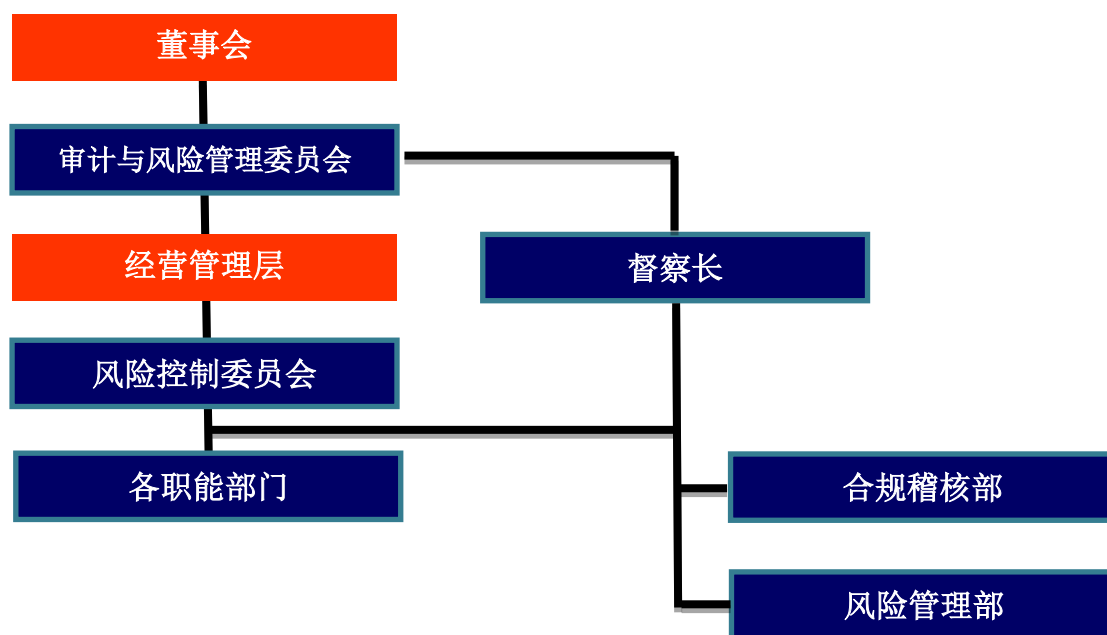 董事会
审计与风险管理委员会
经营管理层
督察长
风险控制委员会
各职能部门
合规稽核部
风险管理部